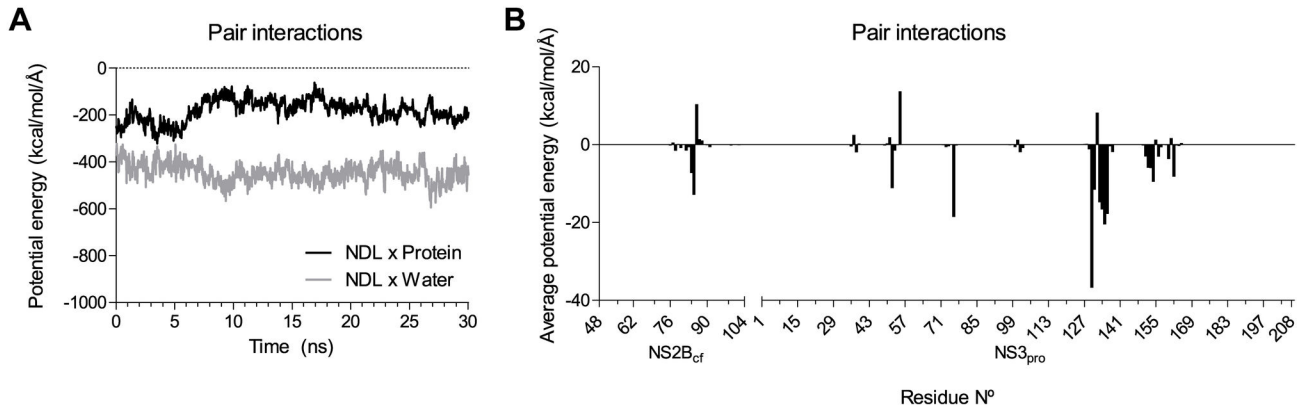 A
Pair interactions
Potential energy (kcal/mol/Å)
0
-200
-400
-600
-800
-1000
NDL x Protein
NDL x Water
0 5 10 15 20 25 30
Time (ns)
B
Pair interactions
Average potential energy (kcal/mol/Å)
20
0
-20
-40
48 62 76 90 104 1 15 29 43 57 71 85 99 113 127 141 155 169 183 197 208
NS2Bcf NS3pro
Residue Nº